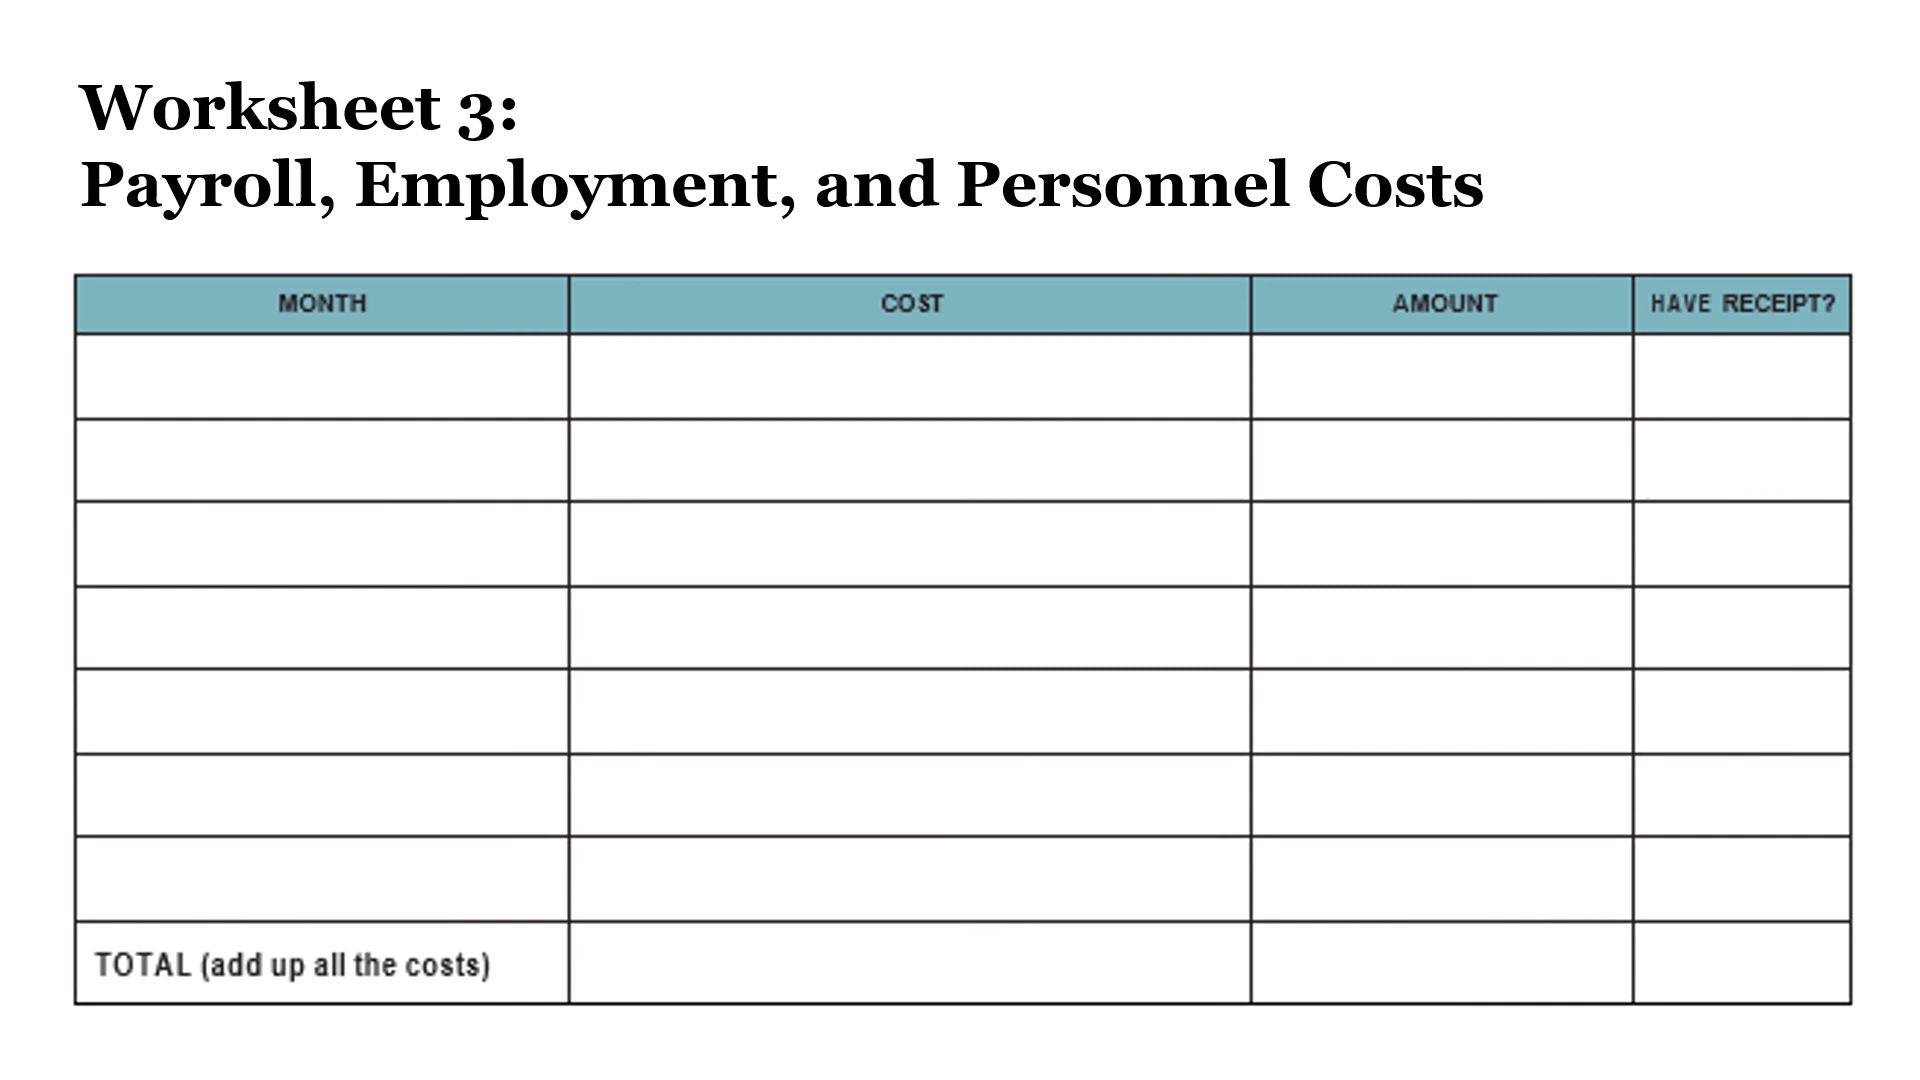 Worksheet 3:
Payroll, Employment, and Personnel Costs
MONTH COST AMOUNT HAVE RECEIPT?
TOTAL (add up all the costs)